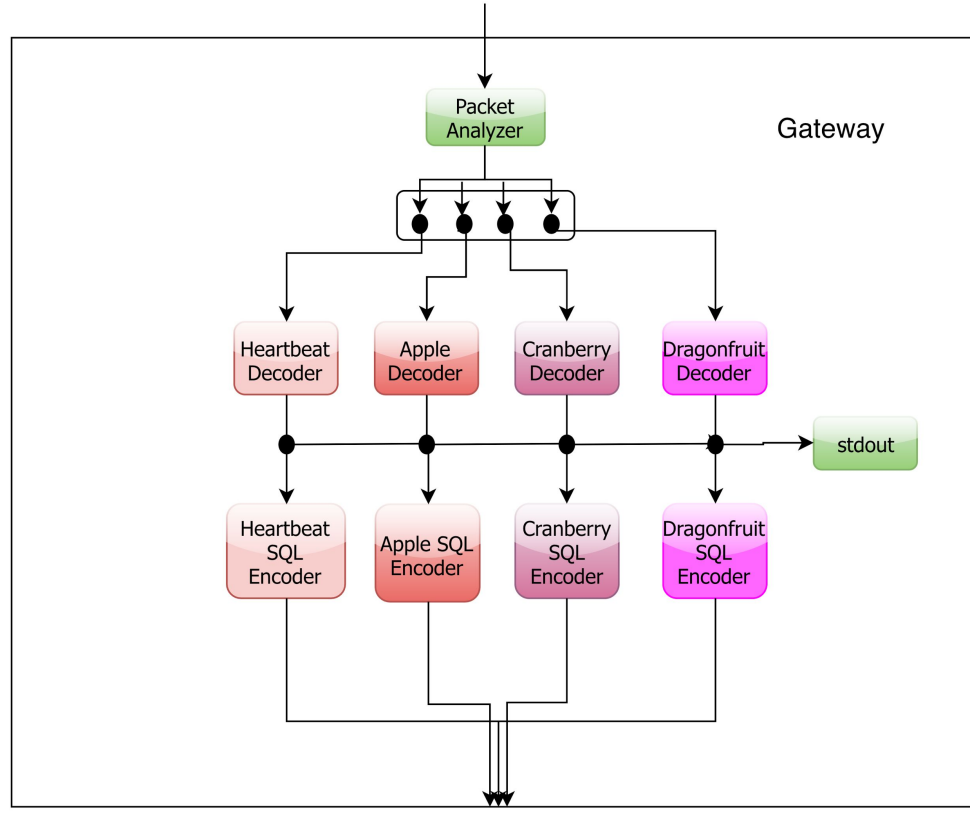 Packet
Analyzer
Gateway
Heartbeat
Decoder
Apple
Decoder
Cranberry
Decoder
Dragonfruit
Decoder
stdout
Heartbeat
SQL
Encoder
Apple SQL
Encoder
Cranberry
SQL
Encoder
Dragonfruit
SQL
Encoder